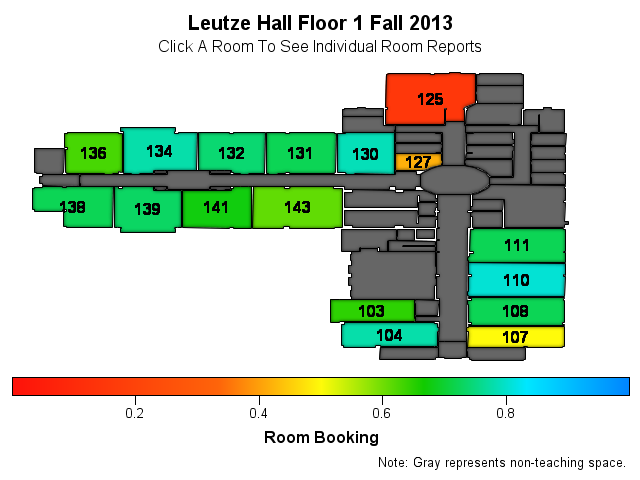 Leutze Hall Floor 1 Fall 2013
Click A Room To See Individual Room Reports
125
136 134 132 131 130 127
138 139 141 143
111
110
103 108
104 107
0.2 0.4 0.6 0.8
Room Booking
Note: Gray represents non-teaching space.